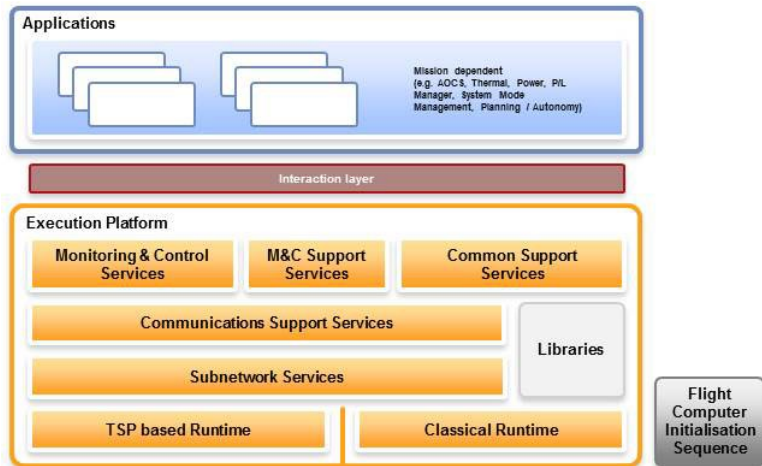 Applications
Mission dependent
(e.g. AOCS, Thermal, Power, P/L
Manager, System Mode
Management, Planning / Autonomy)
Interaction layer
Execution Platform
Monitoring & Control
Services
M&C Support
Services
Common Support
Services
Communications Support Services
Libraries
Subnetwork Services
TSP based Runtime
Classical Runtime
Flight
Computer
Initialisation
Sequence